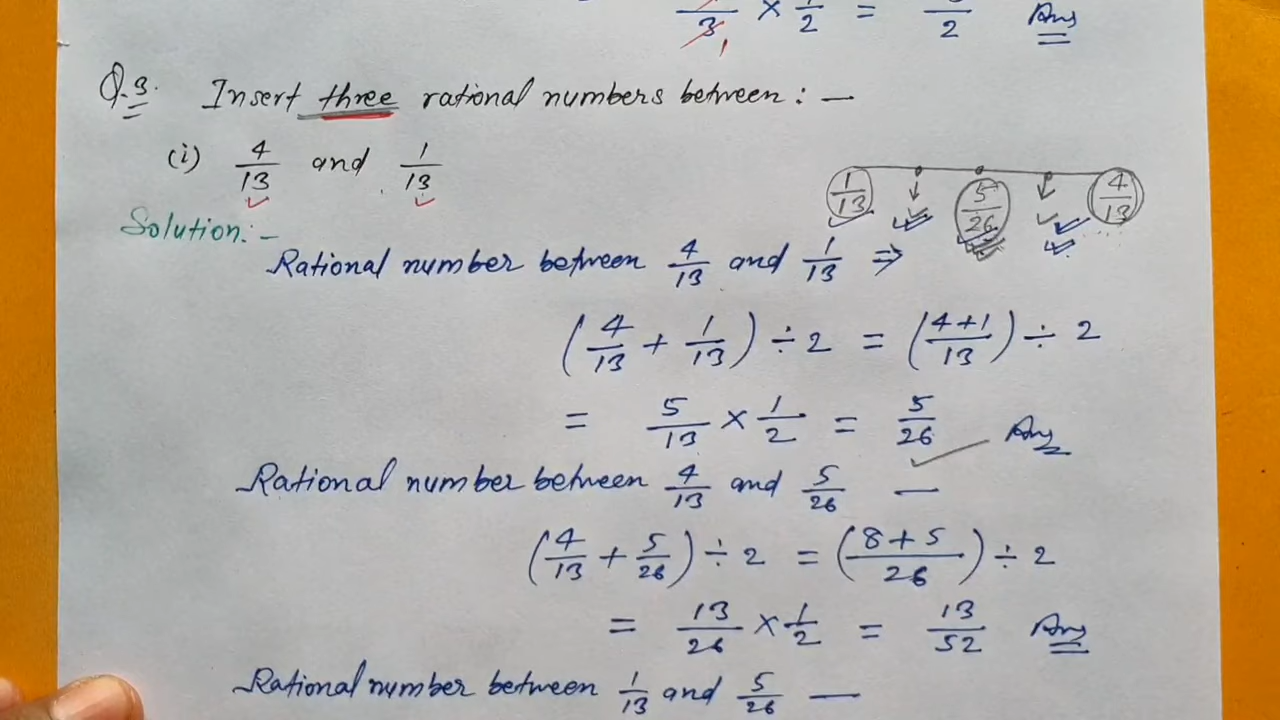 3 × 1/2 = /2 Ans
Q.3. Insert three rational numbers between : —
(i) 4/13 and 1/13
1/13 5/26 4/13
Solution:-
Rational number between 4/13 and 1/13 ⇒
(4/13 + 1/13) ÷ 2 = (4+1/13) ÷ 2
= 5/13 × 1/2 = 5/26 Ans
Rational number between 4/13 and 5/26 —
(4/13 + 5/26) ÷ 2 = (8+5/26) ÷ 2
= 13/26 × 1/2 = 13/52 Ans
Rational number between 1/13 and 5/26 —